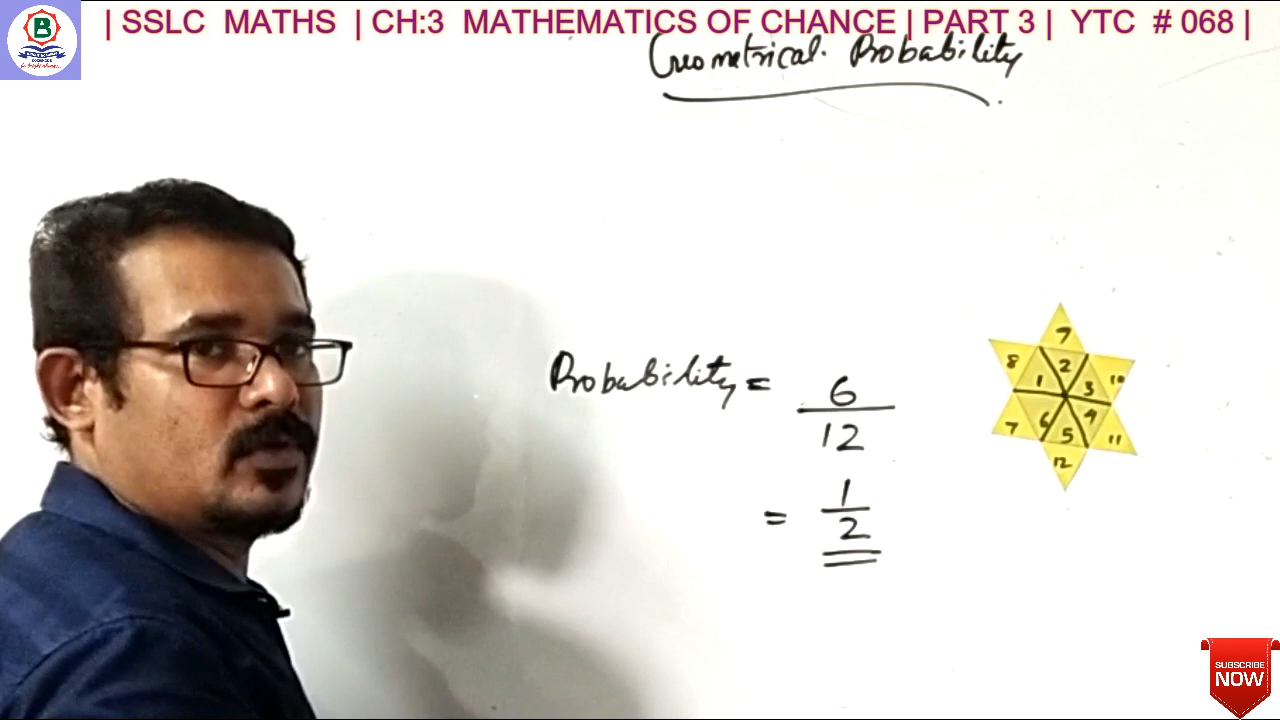 | SSLC MATHS | CH:3 MATHEMATICS OF CHANCE | PART 3 | YTC # 068 |
B
Geometrical Probability
Probability = 6
12
= 1
2
7
8 2 10
1 3
7 6 4 11
5
12
SUBSCRIBE
NOW